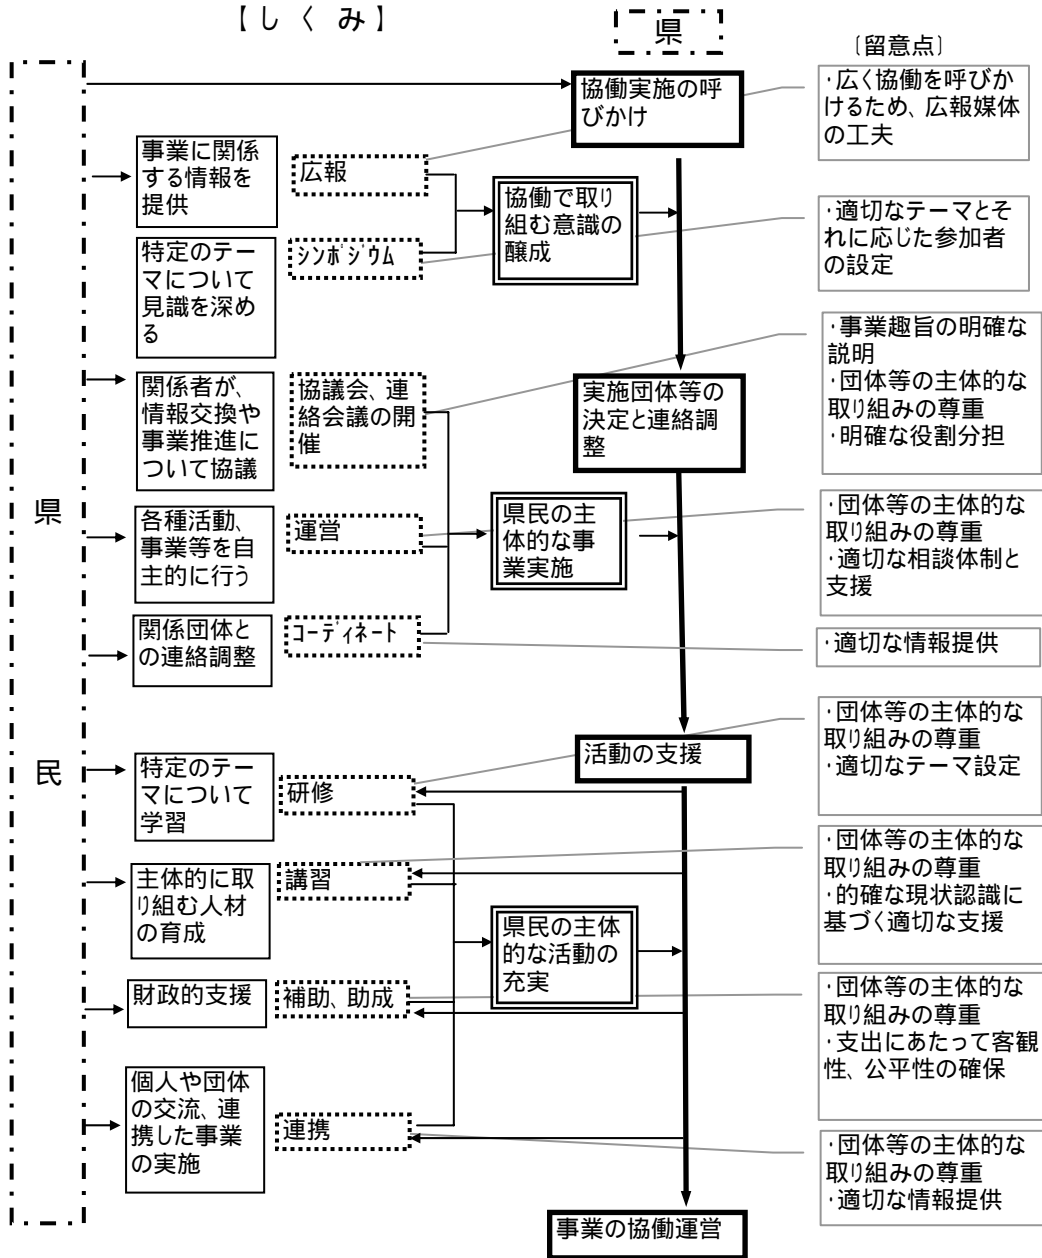 【しくみ】
県
〔留意点〕
県
民
協働実施の呼
びかけ
・広く協働を呼びか
けるため、広報媒体
の工夫
事業に関係
する情報を
提供
広報
協働で取り
組む意識の
醸成
特定のテー
マについて
見識を深め
る
シンポジウム
・適切なテーマとそ
れに応じた参加者
の設定
関係者が、
情報交換や
事業推進に
ついて協議
協議会、連
絡会議の開
催
実施団体等の
決定と連絡調
整
・事業趣旨の明確な
説明
・団体等の主体的な
取り組みの尊重
・明確な役割分担
各種活動、
事業等を自
主的に行う
運営
県民の主
体的な事
業実施
・団体等の主体的な
取り組みの尊重
・適切な相談体制と
支援
関係団体と
の連絡調整
コーディネート
・適切な情報提供
活動の支援
特定のテー
マについて
学習
研修
・団体等の主体的な
取り組みの尊重
・適切なテーマ設定
主体的に取
り組む人材
の育成
講習
県民の主体
的な活動の
充実
・団体等の主体的な
取り組みの尊重
・的確な現状認識に
基づく適切な支援
財政的支援
補助、助成
・団体等の主体的な
取り組みの尊重
・支出にあたって客観
性、公平性の確保
個人や団体
の交流、連
携した事業
の実施
連携
・団体等の主体的な
取り組みの尊重
・適切な情報提供
事業の協働運営